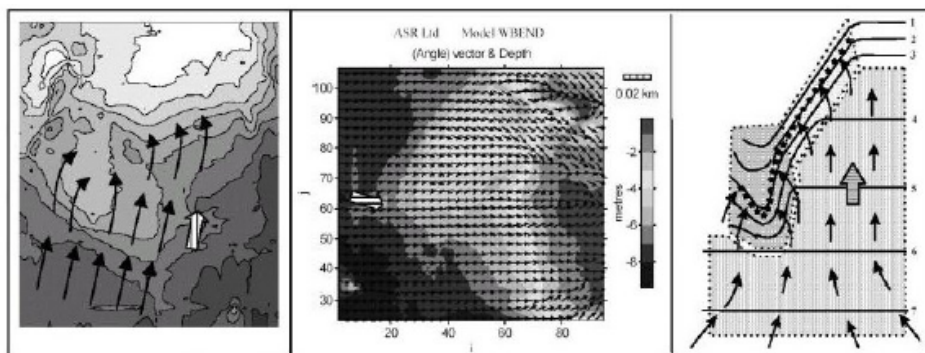 ASR Ltd Model WBEND
(Angle) vector & Depth
100
90
80
70
60
50
40
30
j
20 40 60 80
i
0.02 km
-2
-4
-6
-8
metres
1
2
3
4
5
6
7